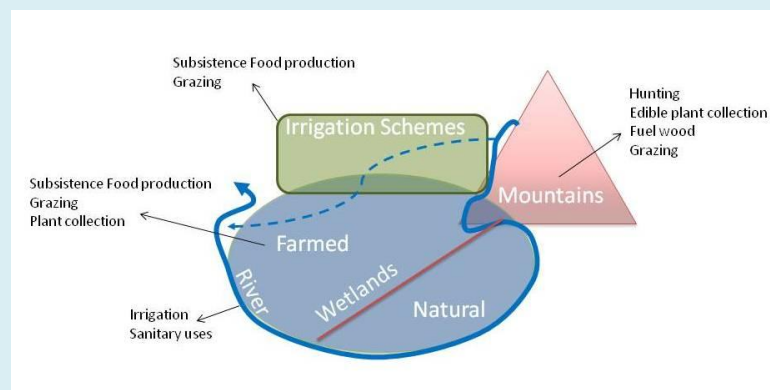 Subsistence Food production
Grazing
Irrigation Schemes
Hunting
Edible plant collection
Fuel wood
Grazing
Mountains
Subsistence Food production
Grazing
Plant collection
Farmed
Wetlands
Natural
River
Irrigation
Sanitary uses